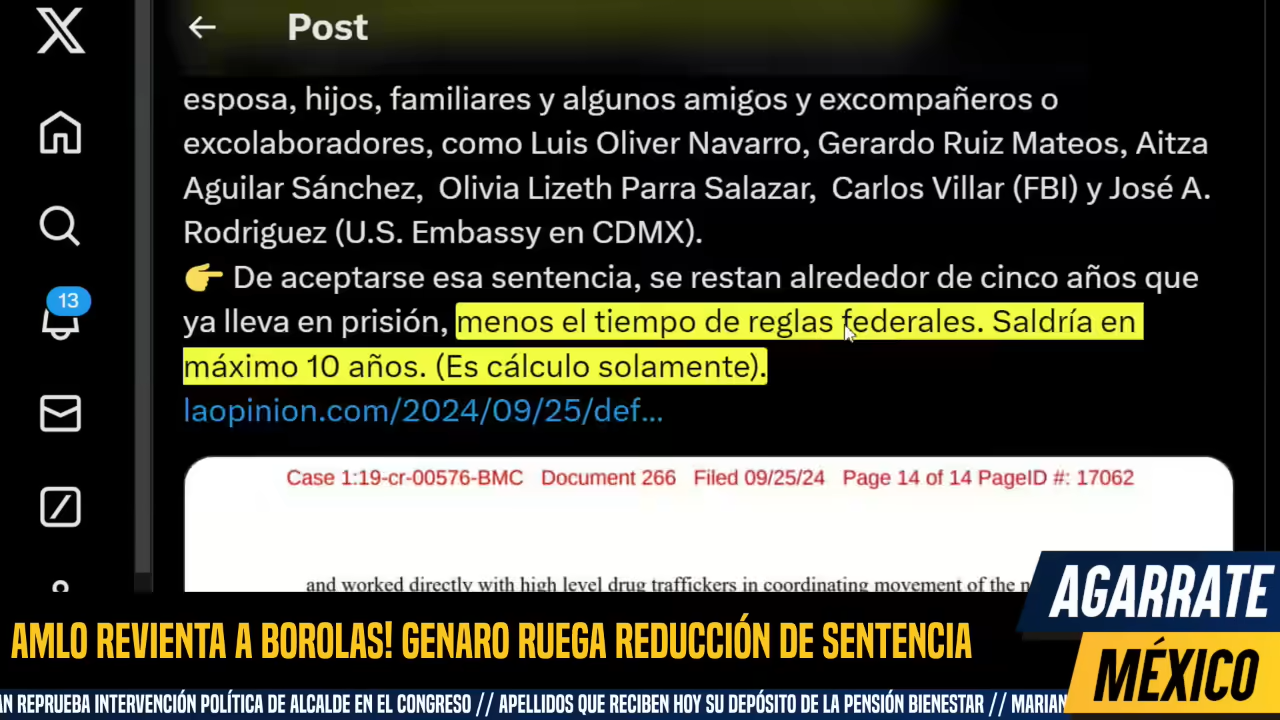 Post
esposa, hijos, familiares y algunos amigos y excompañeros o
excolaboradores, como Luis Oliver Navarro, Gerardo Ruiz Mateos, Aitza
Aguilar Sánchez, Olivia Lizeth Parra Salazar, Carlos Villar (FBI) y José A.
Rodriguez (U.S. Embassy en CDMX).
👉 De aceptarse esa sentencia, se restan alrededor de cinco años que
ya lleva en prisión, menos el tiempo de reglas federales. Saldría en
máximo 10 años. (Es cálculo solamente).
laopinion.com/2024/09/25/def...
13
Case 1:19-cr-00576-BMC Document 266 Filed 09/25/24 Page 14 of 14 PageID #: 17062
and worked directly with high level drug traffickers in coordinating movement of the
AGARRATE
MÉXICO
AMLO REVIENTA A BOROLAS! GENARO RUEGA REDUCCIÓN DE SENTENCIA
AN REPRUEBA INTERVENCIÓN POLÍTICA DE ALCALDE EN EL CONGRESO // APELLIDOS QUE RECIBEN HOY SU DEPÓSITO DE LA PENSIÓN BIENESTAR // MARIAN